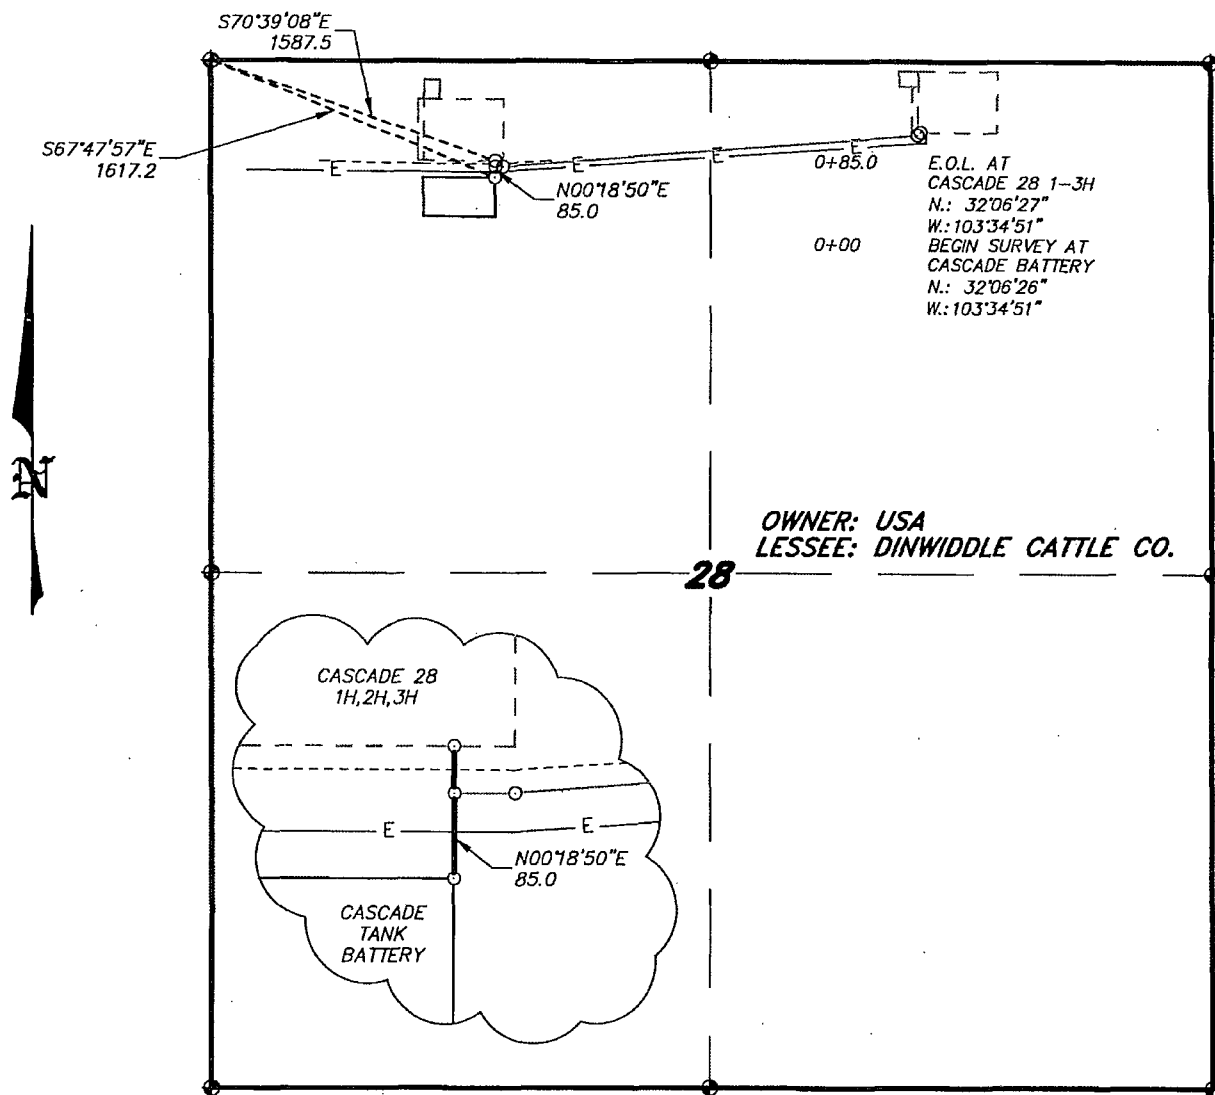 S70°39'08"E
1587.5
S67°47'57"E
1617.2
E
E
E
E
N00°18'50"E
85.0
0+85.0
E.O.L. AT
CASCADE 28 1-3H
N.: 32°06'27"
W.: 103°34'51"
0+00
BEGIN SURVEY AT
CASCADE BATTERY
N.: 32°06'26"
W.: 103°34'51"
N
OWNER: USA
LESSEE: DINWIDDLE CATTLE CO.
28
CASCADE 28
1H,2H,3H
E
E
N00°18'50"E
85.0
CASCADE
TANK
BATTERY